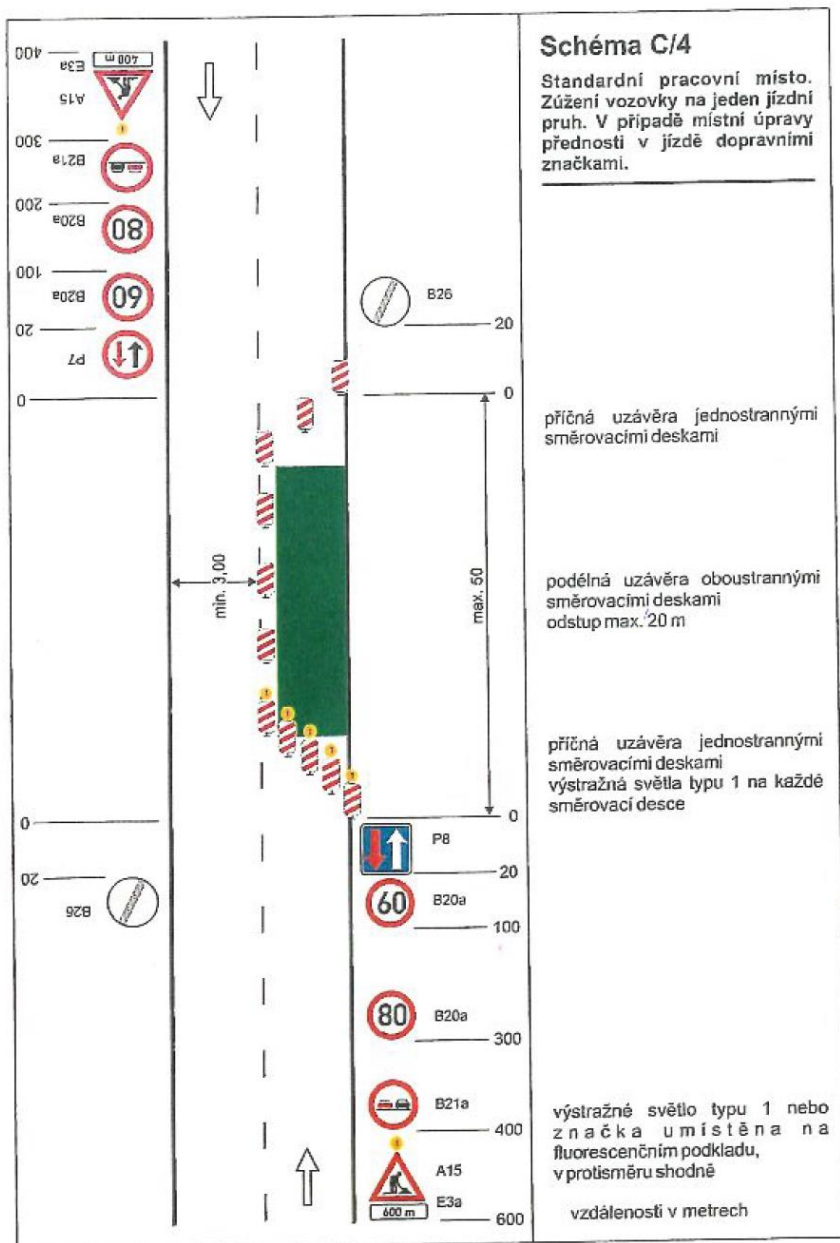 Schéma C/4
Standardní pracovní místo.
Zúžení vozovky na jeden jízdní
pruh. V případě místní úpravy
přednosti v jízdě dopravními
značkami.
400
400 m
E3a
A15
300
B21a
200
B20a
80
100
B20a
60
20
P7
0
B26
20
0
příčná uzávěra jednostrannými
směrovacími deskami
min. 3,00
max. 50
podélná uzávěra oboustrannými
směrovacími deskami
odstup max. 20 m
příčná uzávěra jednostrannými
směrovacími deskami
výstražná světla typu 1 na každé
směrovací desce
0
0
P8
20
20
B26
60
B20a
100
80
B20a
300
B21a
400
výstražné světlo typu 1 nebo
značka umístěna na
fluorescenčním podkladu,
v protisměru shodně
A15
E3a
600 m
600
vzdálenosti v metrech